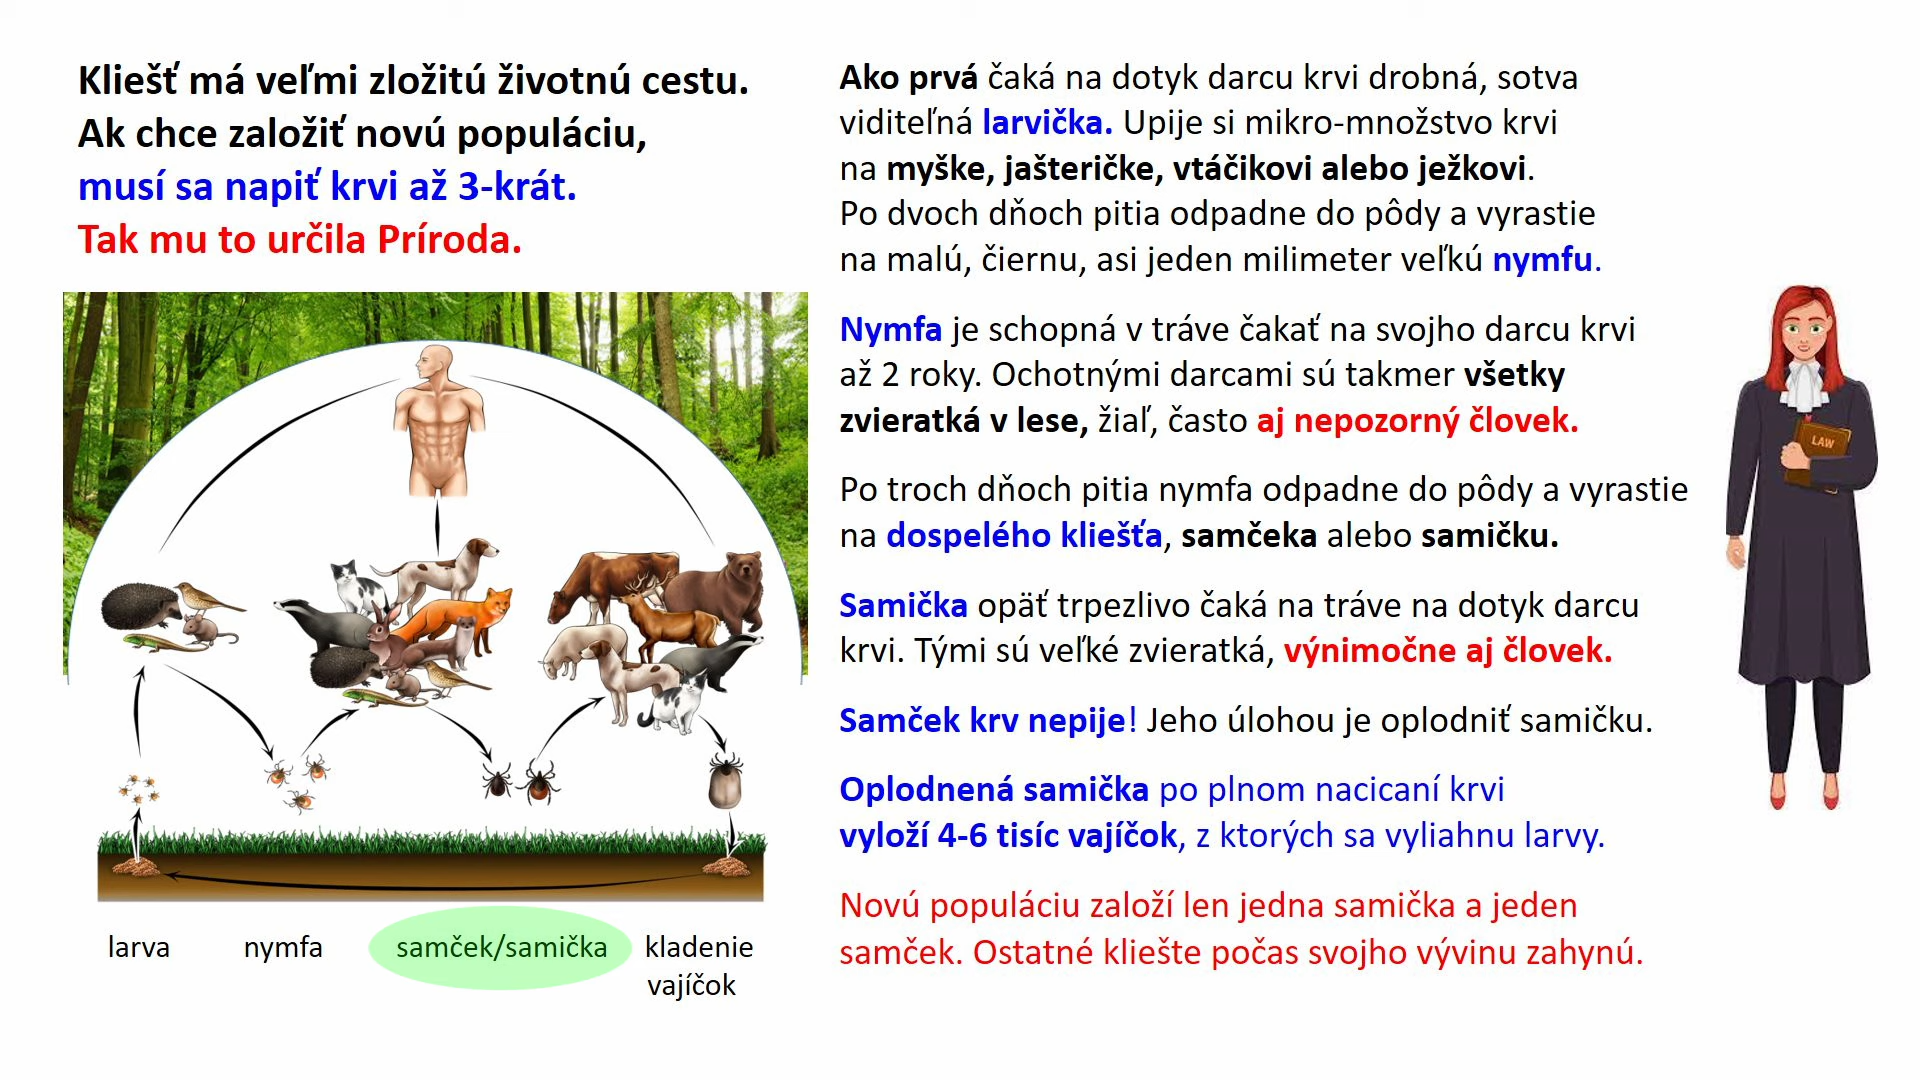 Kliešť má veľmi zložitú životnú cestu.
Ak chce založiť novú populáciu,
musí sa napiť krvi až 3-krát.
Tak mu to určila Príroda.
larva
nymfa
samček/samička
kladenie
vajíčok
Ako prvá čaká na dotyk darcu krvi drobná, sotva
viditeľná larvička. Upije si mikro-množstvo krvi
na myške, jašteričke, vtáčikovi alebo ježkovi.
Po dvoch dňoch pitia odpadne do pôdy a vyrastie
na malú, čiernu, asi jeden milimeter veľkú nymfu.
Nymfa je schopná v tráve čakať na svojho darcu krvi
až 2 roky. Ochotnými darcami sú takmer všetky
zvieratká v lese, žiaľ, často aj nepozorný človek.
Po troch dňoch pitia nymfa odpadne do pôdy a vyrastie
na dospelého kliešťa, samčeka alebo samičku.
Samička opäť trpezlivo čaká na tráve na dotyk darcu
krvi. Tými sú veľké zvieratká, výnimočne aj človek.
Samček krv nepije! Jeho úlohou je oplodniť samičku.
Oplodnená samička po plnom nacicaní krvi
vyloží 4-6 tisíc vajíčok, z ktorých sa vyliahnu larvy.
Novú populáciu založí len jedna samička a jeden
samček. Ostatné kliešte počas svojho vývinu zahynú.
LAW